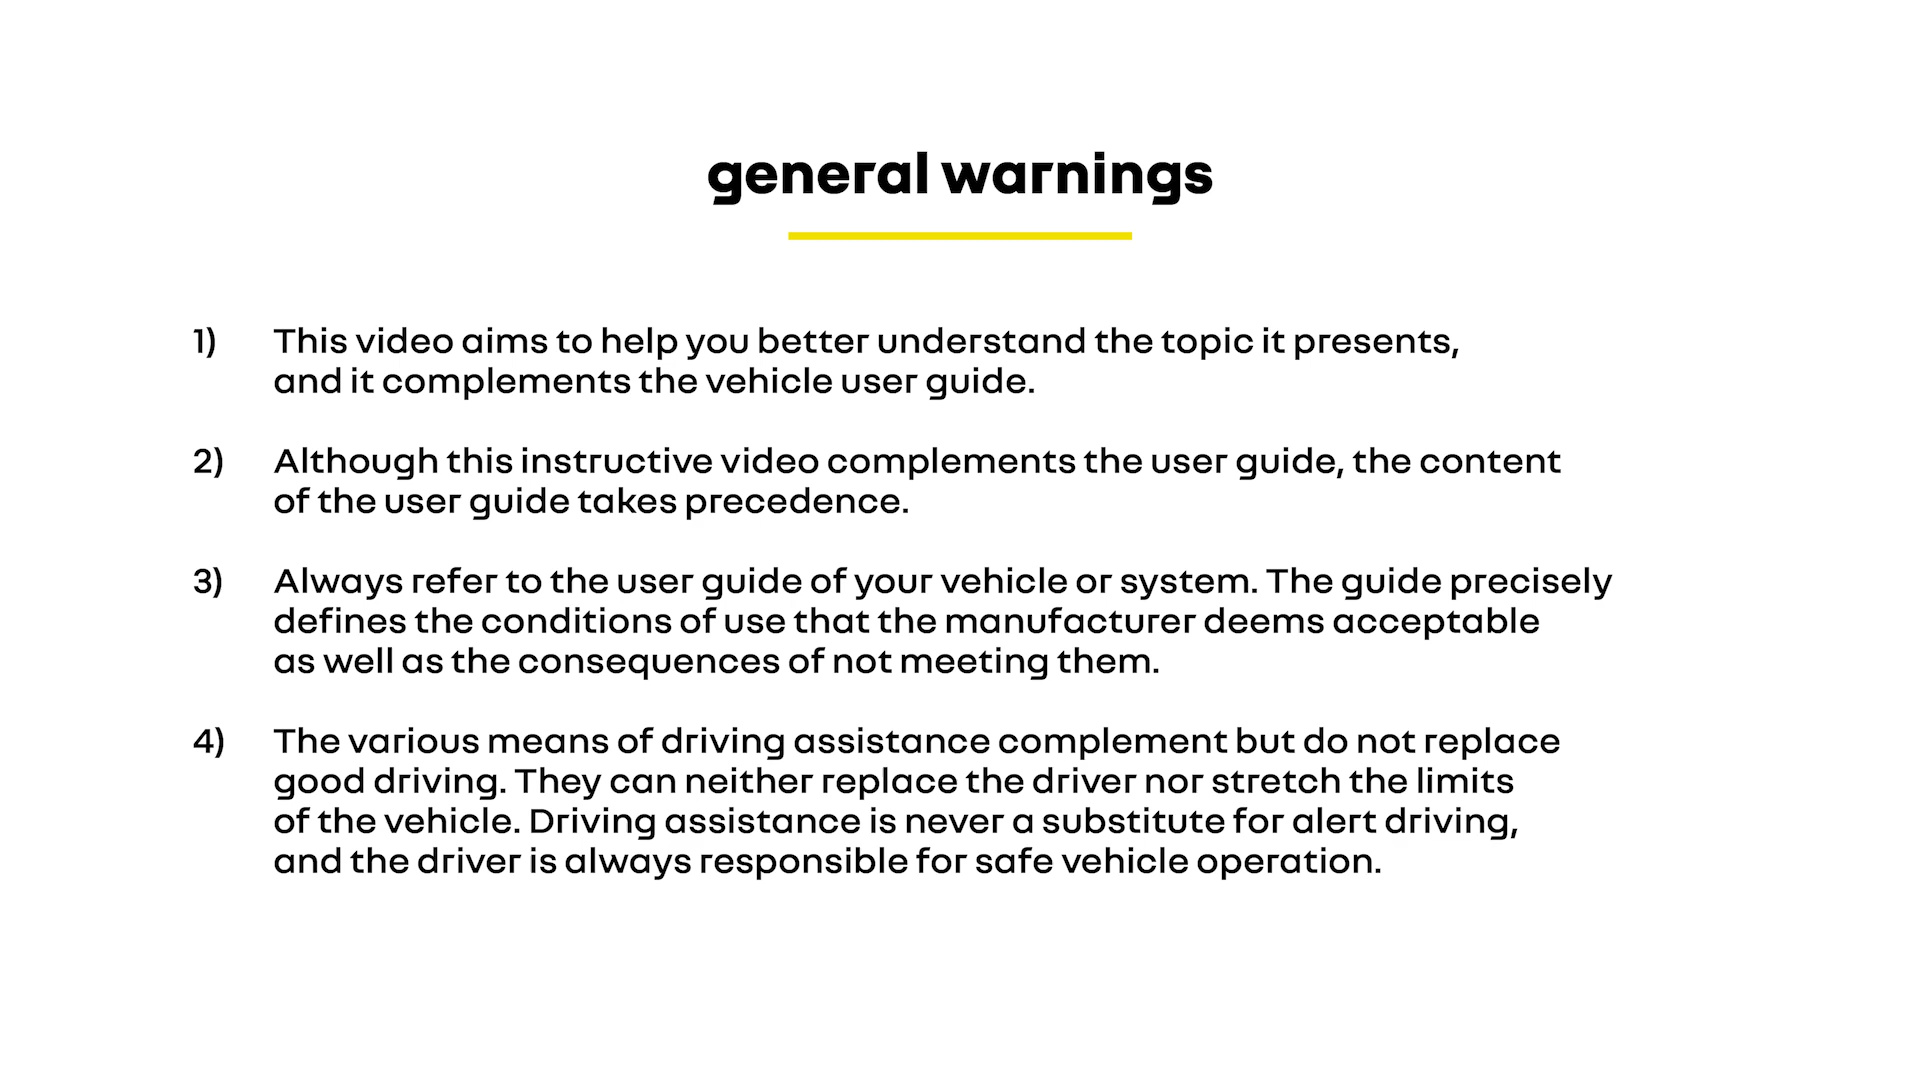 general warnings
1) This video aims to help you better understand the topic it presents,
and it complements the vehicle user guide.
2) Although this instructive video complements the user guide, the content
of the user guide takes precedence.
3) Always refer to the user guide of your vehicle or system. The guide precisely
defines the conditions of use that the manufacturer deems acceptable
as well as the consequences of not meeting them.
4) The various means of driving assistance complement but do not replace
good driving. They can neither replace the driver nor stretch the limits
of the vehicle. Driving assistance is never a substitute for alert driving,
and the driver is always responsible for safe vehicle operation.